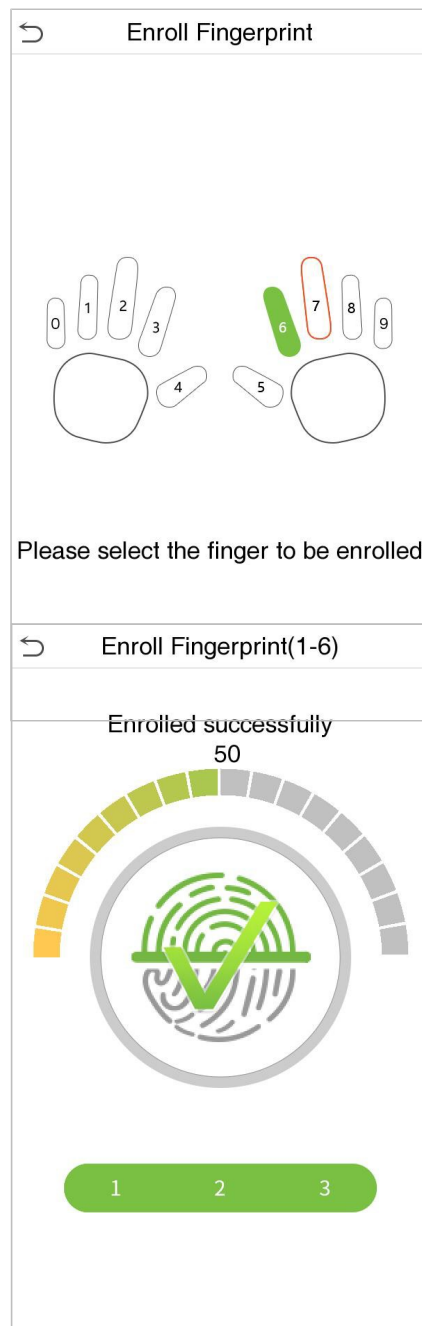 Enroll Fingerprint
0 1 2 3 4 5 6 7 8 9
Please select the finger to be enrolled
Enroll Fingerprint(1-6)
Enrolled successfully
50
1 2 3